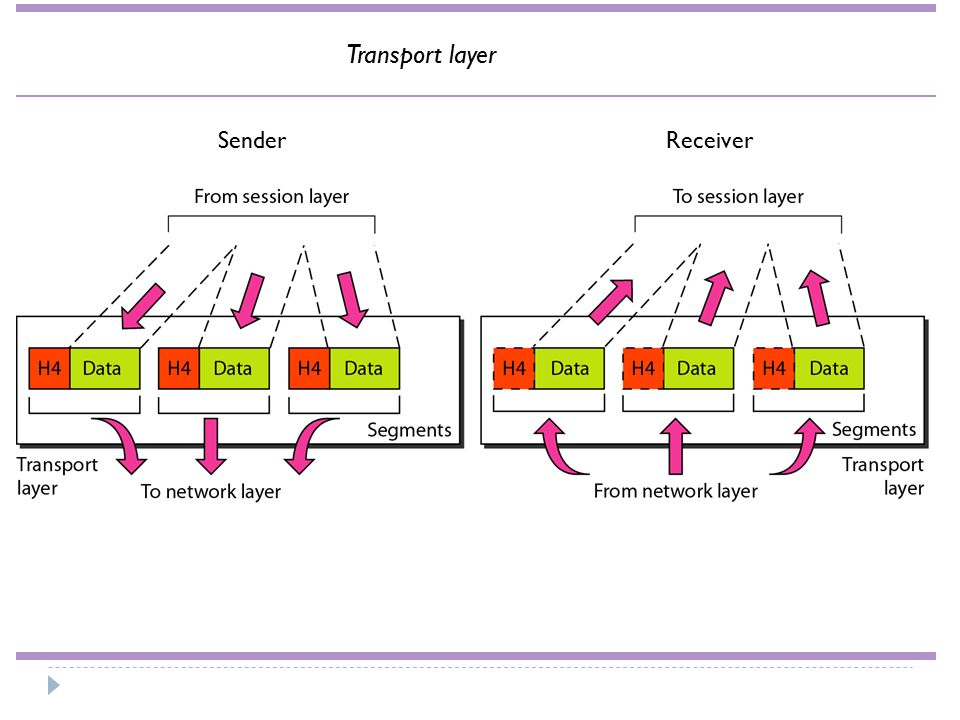 Transport layer
Sender
Receiver
From session layer
To session layer
H4 Data H4 Data H4 Data
H4 Data H4 Data H4 Data
Segments
Segments
Transport
layer
To network layer
From network layer
Transport
layer